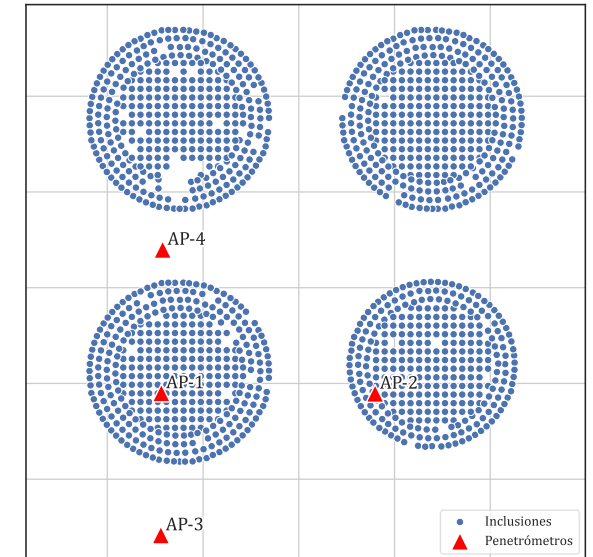 AP-4
AP-1
AP-2
AP-3
Inclusiones
Penetrómetros